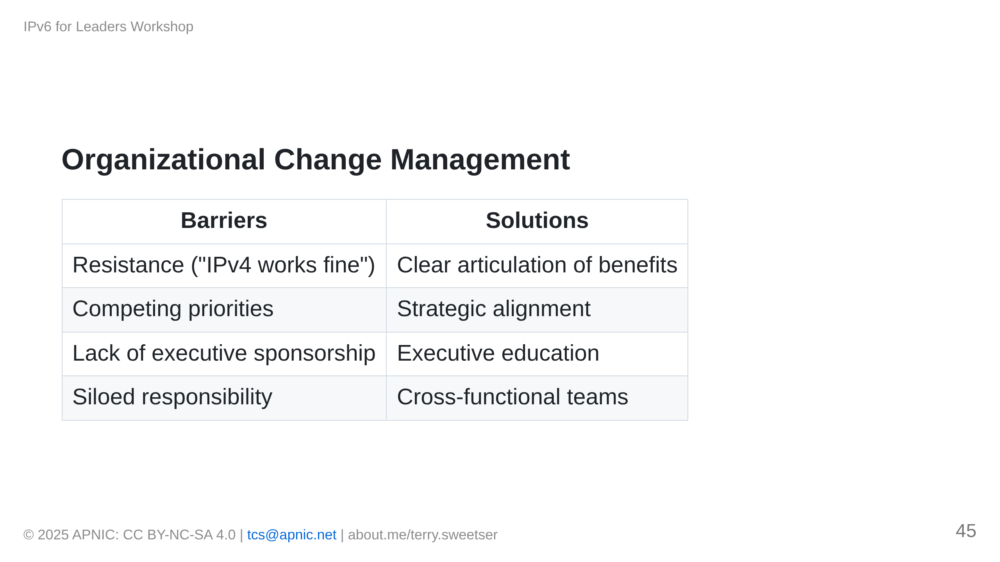 IPv6 for Leaders Workshop
Organizational Change Management
Barriers Solutions
Resistance ("IPv4 works fine") Clear articulation of benefits
Competing priorities Strategic alignment
Lack of executive sponsorship Executive education
Siloed responsibility Cross-functional teams
© 2025 APNIC: CC BY-NC-SA 4.0 | tcs@apnic.net | about.me/terry.sweetser
45